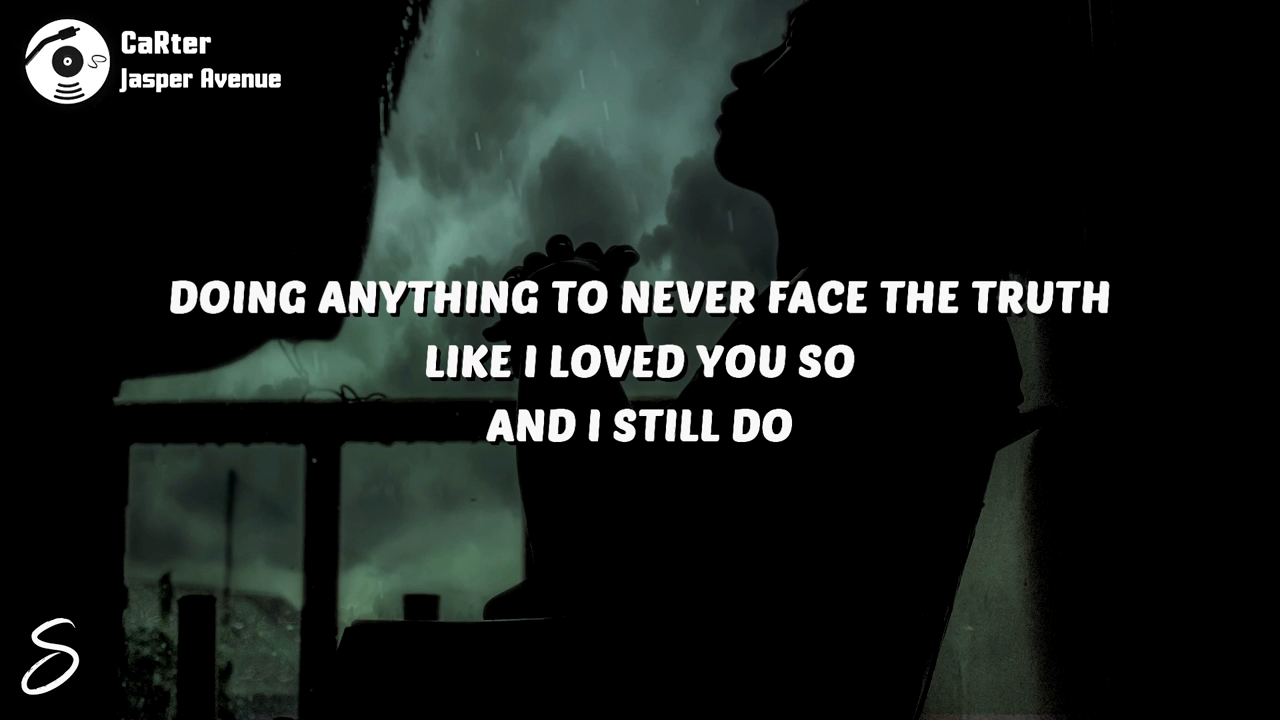 CaRter
Jasper Avenue
DOING ANYTHING TO NEVER FACE THE TRUTH
LIKE I LOVED YOU SO
AND I STILL DO
S